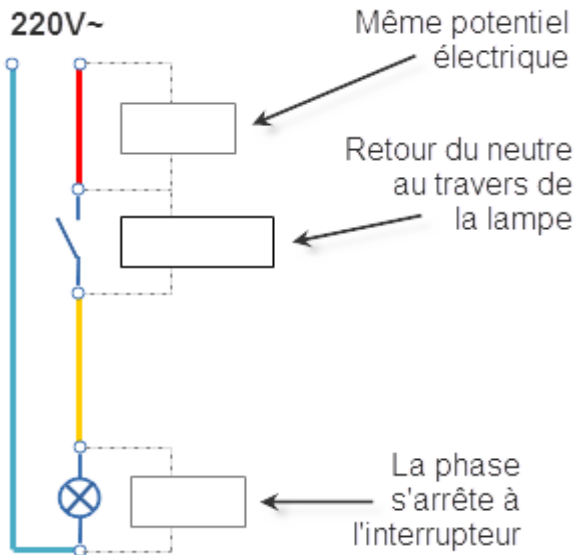 220V~
Même potentiel
électrique
Retour du neutre
au travers de
la lampe
La phase
s'arrête à
l'interrupteur